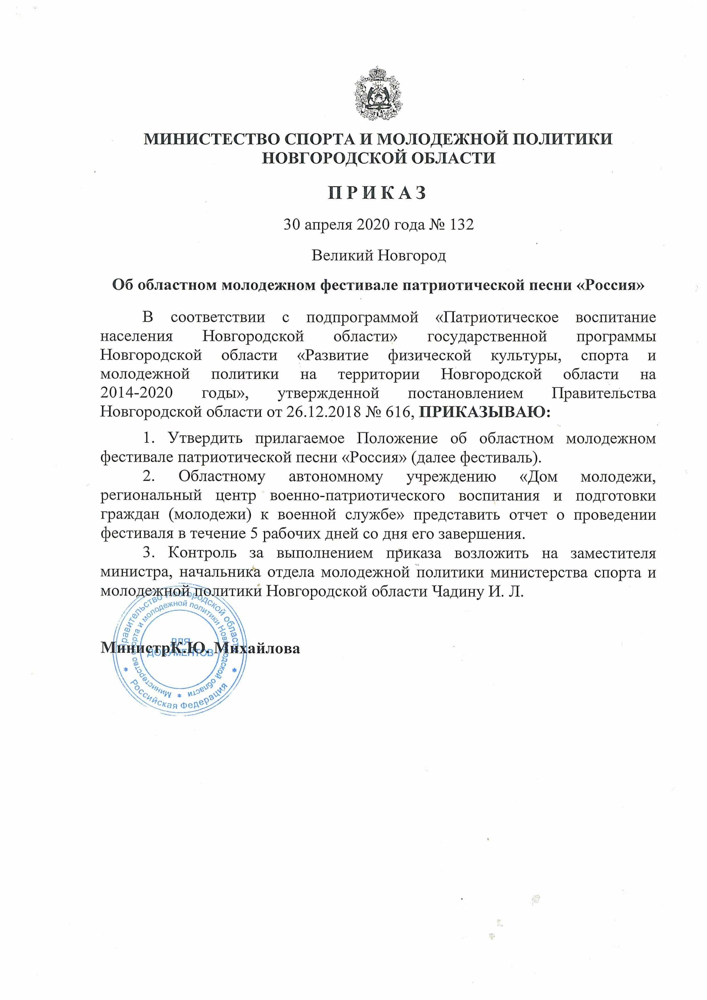 МИНИСТЕСТВО СПОРТА И МОЛОДЕЖНОЙ ПОЛИТИКИ
НОВГОРОДСКОЙ ОБЛАСТИ
П Р И К А З
30 апреля 2020 года № 132
Великий Новгород
Об областном молодежном фестивале патриотической песни «Россия»
В соответствии с подпрограммой «Патриотическое воспитание
населения Новгородской области» государственной программы
Новгородской области «Развитие физической культуры, спорта и
молодежной политики на территории Новгородской области на
2014-2020 годы», утвержденной постановлением Правительства
Новгородской области от 26.12.2018 № 616, ПРИКАЗЫВАЮ:
1. Утвердить прилагаемое Положение об областном молодежном
фестивале патриотической песни «Россия» (далее фестиваль).
2. Областному автономному учреждению «Дом молодежи,
региональный центр военно-патриотического воспитания и подготовки
граждан (молодежи) к военной службе» представить отчет о проведении
фестиваля в течение 5 рабочих дней со дня его завершения.
3. Контроль за выполнением приказа возложить на заместителя
министра, начальника отдела молодежной политики министерства спорта и
молодежной политики Новгородской области Чадину И. Л.
МинистрК.Ю. Михайлова
Правительство Новгородской области
Российская Федерация
Министерство спорта и молодежной политики Новгородской области
ДЛЯ
ДОКУМЕНТОВ